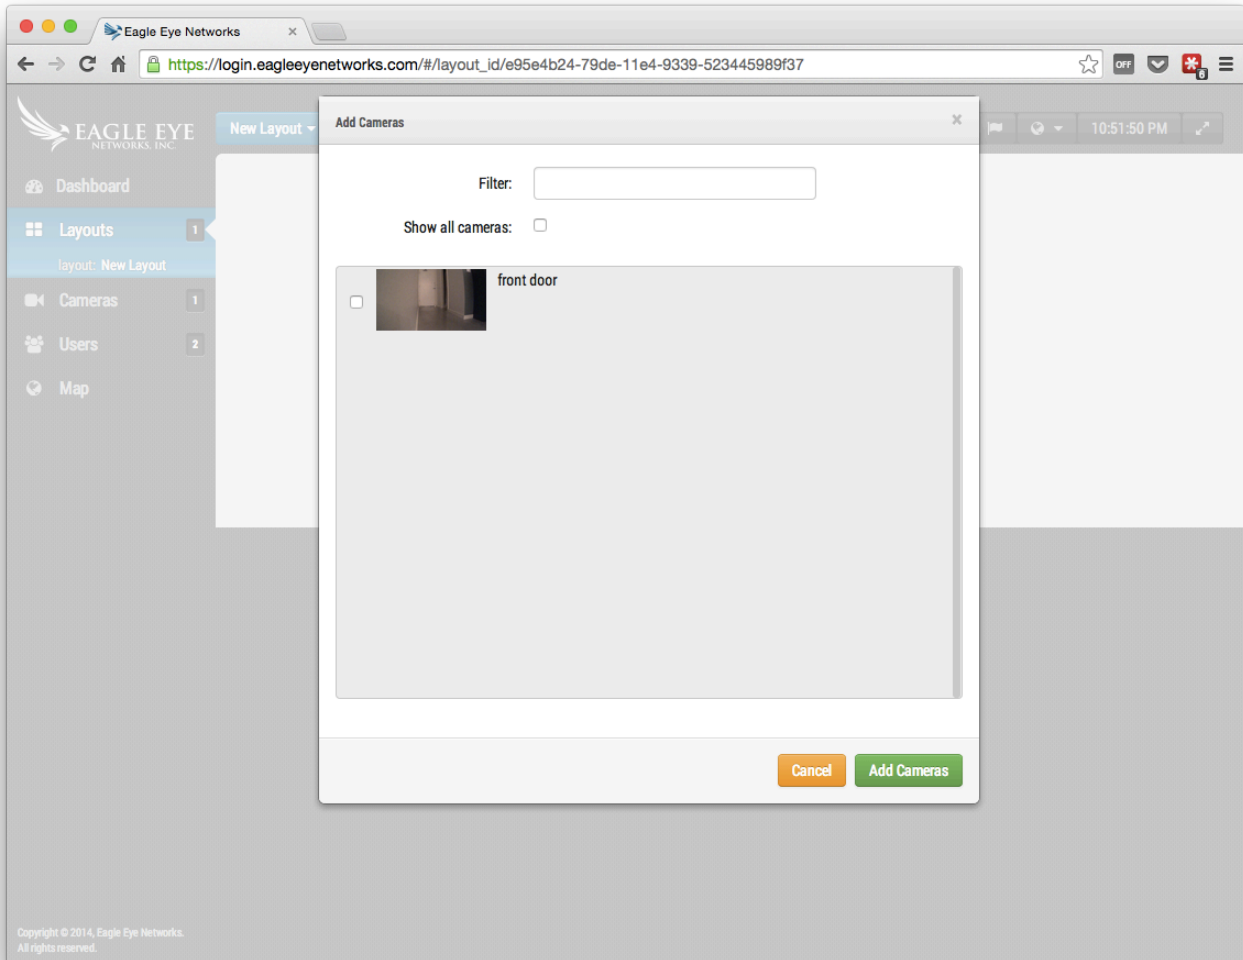 Eagle Eye Networks
https://login.eagleeyenetworks.com/#/layout_id/e95e4b24-79de-11e4-9339-523445989f37
OFF
6
EAGLE EYE
NETWORKS, INC.
New Layout
Add Cameras
10:51:50 PM
Dashboard
Layouts 1
layout: New Layout
Cameras 1
Users 2
Map
Filter:
Show all cameras:
front door
Cancel
Add Cameras
Copyright © 2014, Eagle Eye Networks.
All rights reserved.